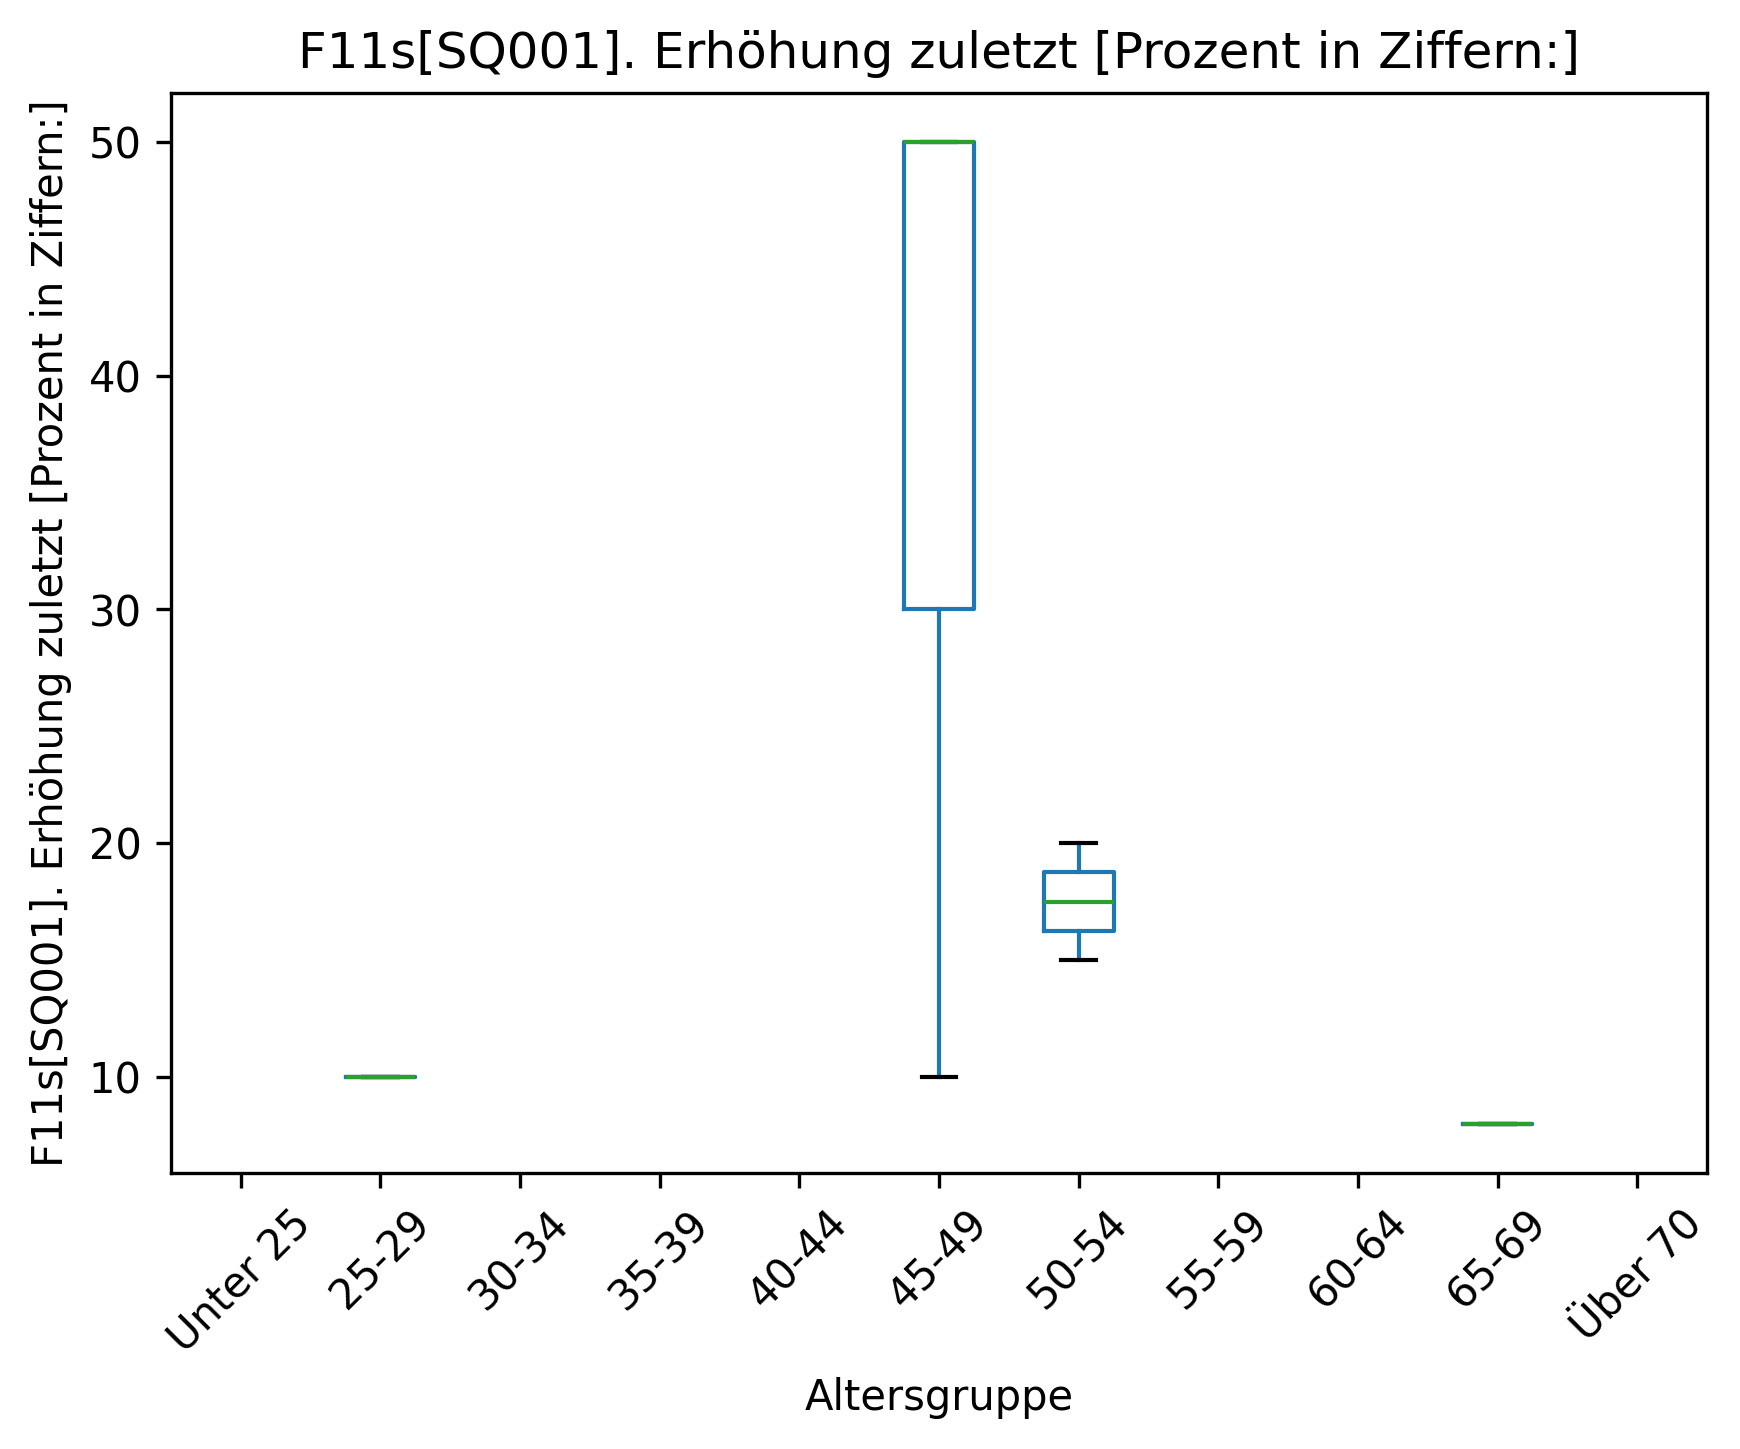 F11s[SQ001]. Erhöhung zuletzt [Prozent in Ziffern:]
F11s[SQ001]. Erhöhung zuletzt [Prozent in Ziffern:]
50
40
30
20
10
Unter 25
25-29
30-34
35-39
40-44
45-49
50-54
55-59
60-64
65-69
Über 70
Altersgruppe